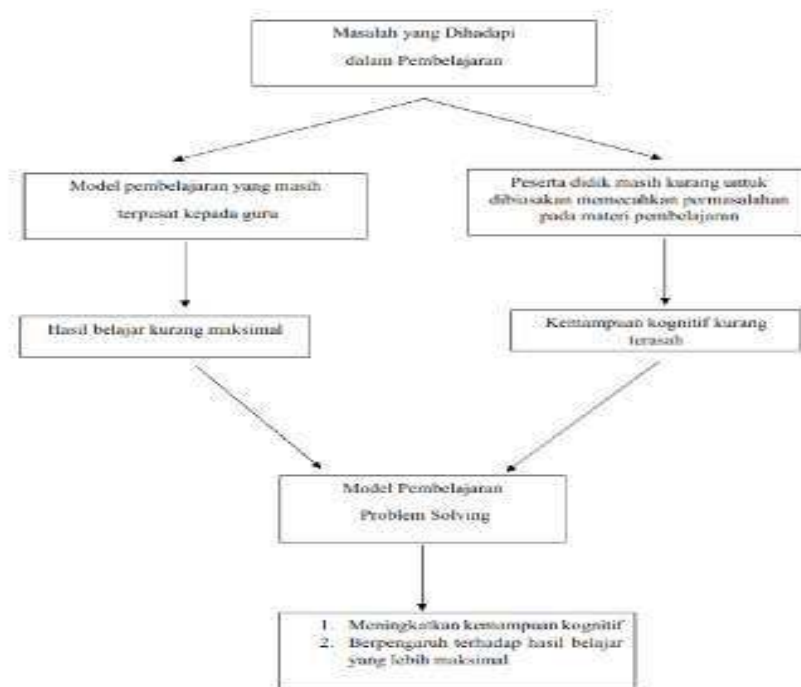 Masalah yang Dihadapi
dalam Pembelajaran
Model pembelajaran yang masih
terpusat kepada guru
Peserta didik masih kurang untuk
dibiasakan memecahkan permasalahan
pada materi pembelajaran
Hasil belajar kurang maksimal
Kemampuan kognitif kurang
terasah
Model Pembelajaran
Problem Solving
1. Meningkatkan kemampuan kognitif
2. Berpengaruh terhadap hasil belajar
yang lebih maksimal